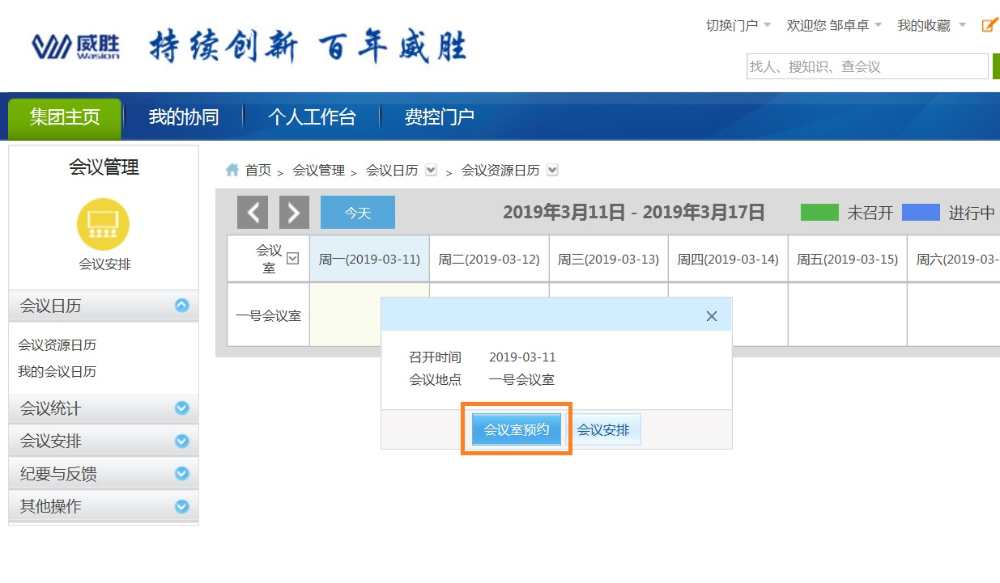 切换门户 欢迎您 邹卓卓 我的收藏
威胜 Wasion 持续创新 百年威胜
找人、搜知识、查会议
集团主页 我的协同 个人工作台 费控门户
会议管理
会议安排
会议日历
会议资源日历
我的会议日历
会议统计
会议安排
纪要与反馈
其他操作
首页 > 会议管理 > 会议日历 > 会议资源日历
今天 2019年3月11日 - 2019年3月17日 未召开 进行中
会议室 周一(2019-03-11) 周二(2019-03-12) 周三(2019-03-13) 周四(2019-03-14) 周五(2019-03-15) 周六(2019-03-
一号会议室
召开时间 2019-03-11
会议地点 一号会议室
会议室预约 会议安排